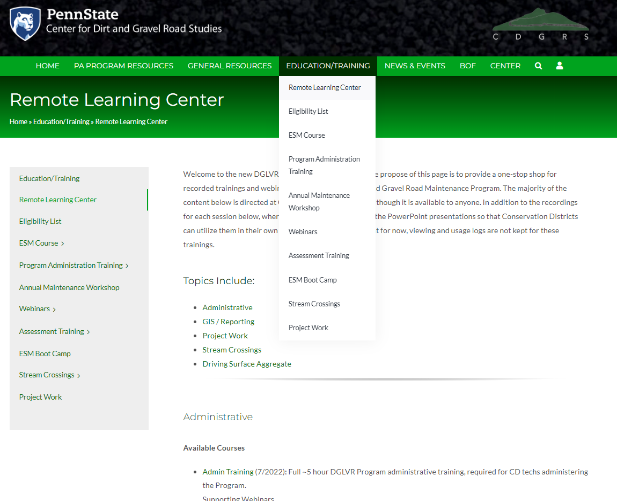 PennState
Center for Dirt and Gravel Road Studies
C D G R S
HOME PA PROGRAM RESOURCES GENERAL RESOURCES EDUCATION/TRAINING NEWS & EVENTS BOF CENTER
Remote Learning Center
Home » Education/Training » Remote Learning Center
Remote Learning Center
Eligibility List
ESM Course
Program Administration
Training
Annual Maintenance
Workshop
Webinars
Assessment Training
ESM Boot Camp
Stream Crossings
Project Work
Education/Training
Remote Learning Center
Eligibility List
ESM Course >
Program Administration Training >
Annual Maintenance Workshop
Webinars >
Assessment Training >
ESM Boot Camp
Stream Crossings >
Project Work
Welcome to the new DGLVR e propose of this page is to provide a one-stop shop for
recorded trainings and webin d Gravel Road Maintenance Program. The majority of the
content below is directed at though it is available to anyone. In addition to the recordings
for each session below, whe the PowerPoint presentations so that Conservation Districts
can utilize them in their own t for now, viewing and usage logs are not kept for these
trainings.
Topics Include:
• Administrative
• GIS / Reporting
• Project Work
• Stream Crossings
• Driving Surface Aggregate
Administrative
Available Courses
• Admin Training (7/2022): Full ~5 hour DGLVR Program administrative training, required for CD techs administering
the Program.
Supporting Webinars